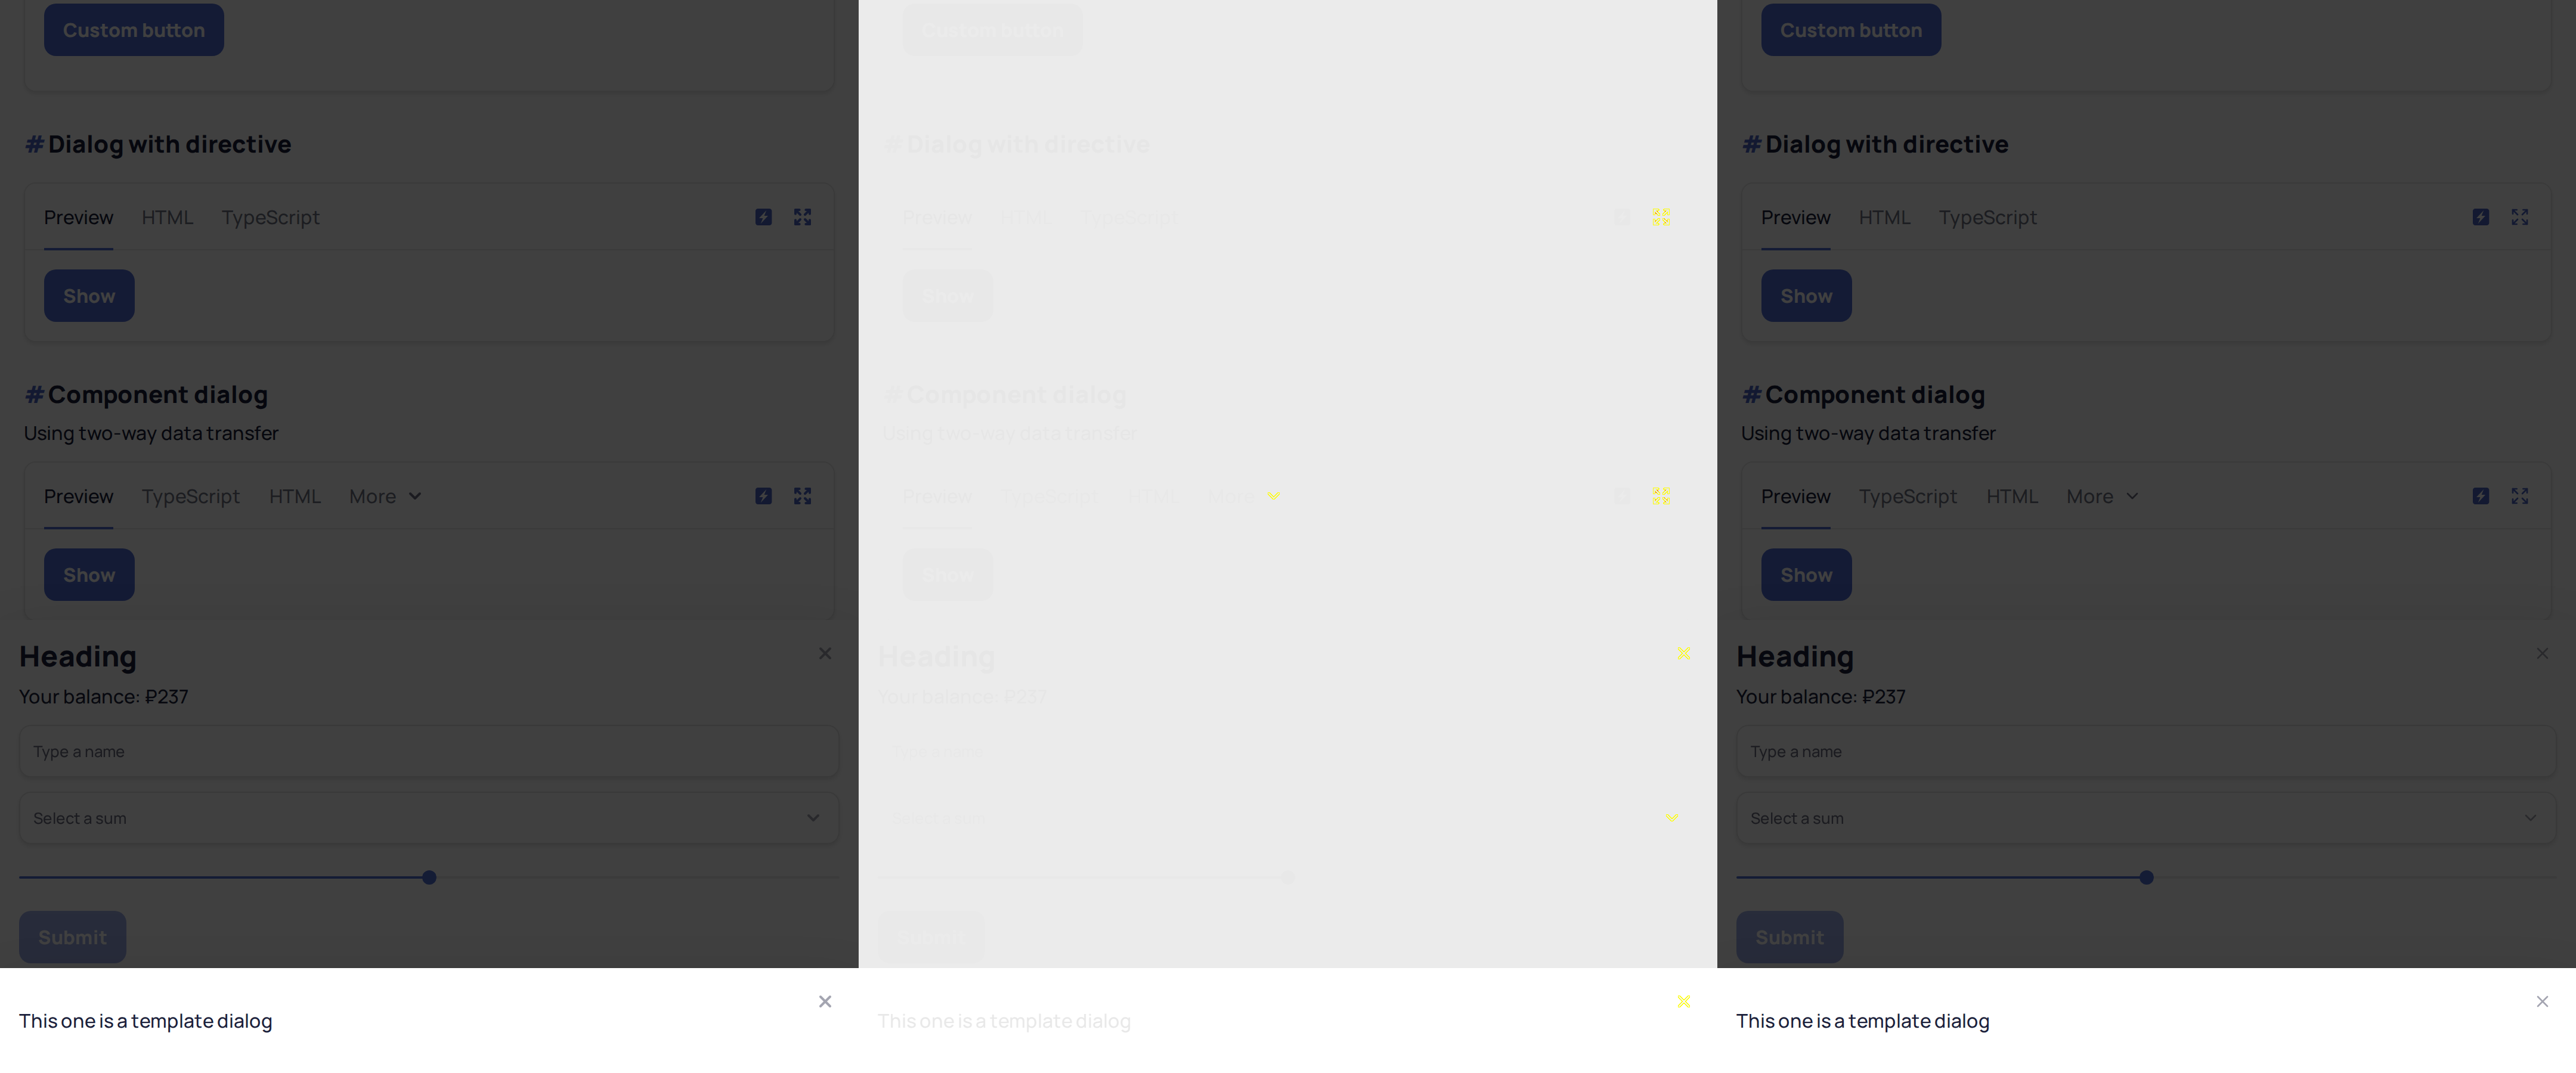 Custom button
# Dialog with directive
Preview HTML TypeScript
Show
# Component dialog
Using two-way data transfer
Preview TypeScript HTML More
Show
Heading
Your balance: ₽237
Type a name
Select a sum
Submit
This one is a template dialog
Custom button
# Dialog with directive
Preview HTML TypeScript
Show
# Component dialog
Using two-way data transfer
Preview TypeScript HTML More
Show
Heading
Your balance: ₽237
Type a name
Select a sum
Submit
This one is a template dialog
Custom button
# Dialog with directive
Preview HTML TypeScript
Show
# Component dialog
Using two-way data transfer
Preview TypeScript HTML More
Show
Heading
Your balance: ₽237
Type a name
Select a sum
Submit
This one is a template dialog